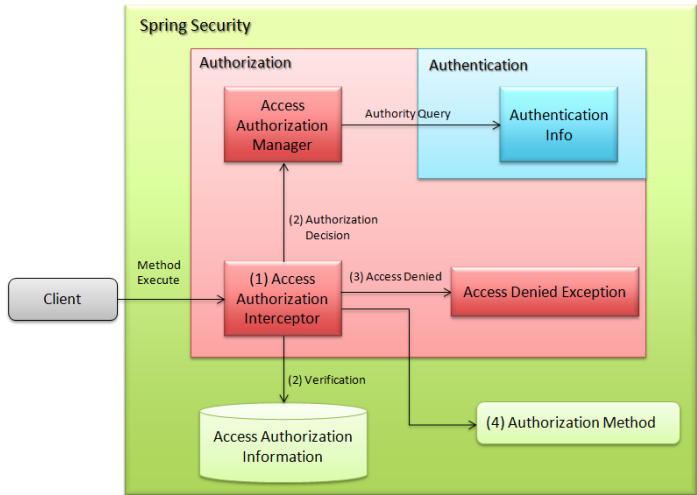 Spring Security
Authorization
Authentication
Access
Authorization
Manager
Authority Query
Authentication
Info
(2) Authorization
Decision
Method
Execute
Client
(1) Access
Authorization
Interceptor
(3) Access Denied
Access Denied Exception
(2) Verification
Access Authorization
Information
(4) Authorization Method